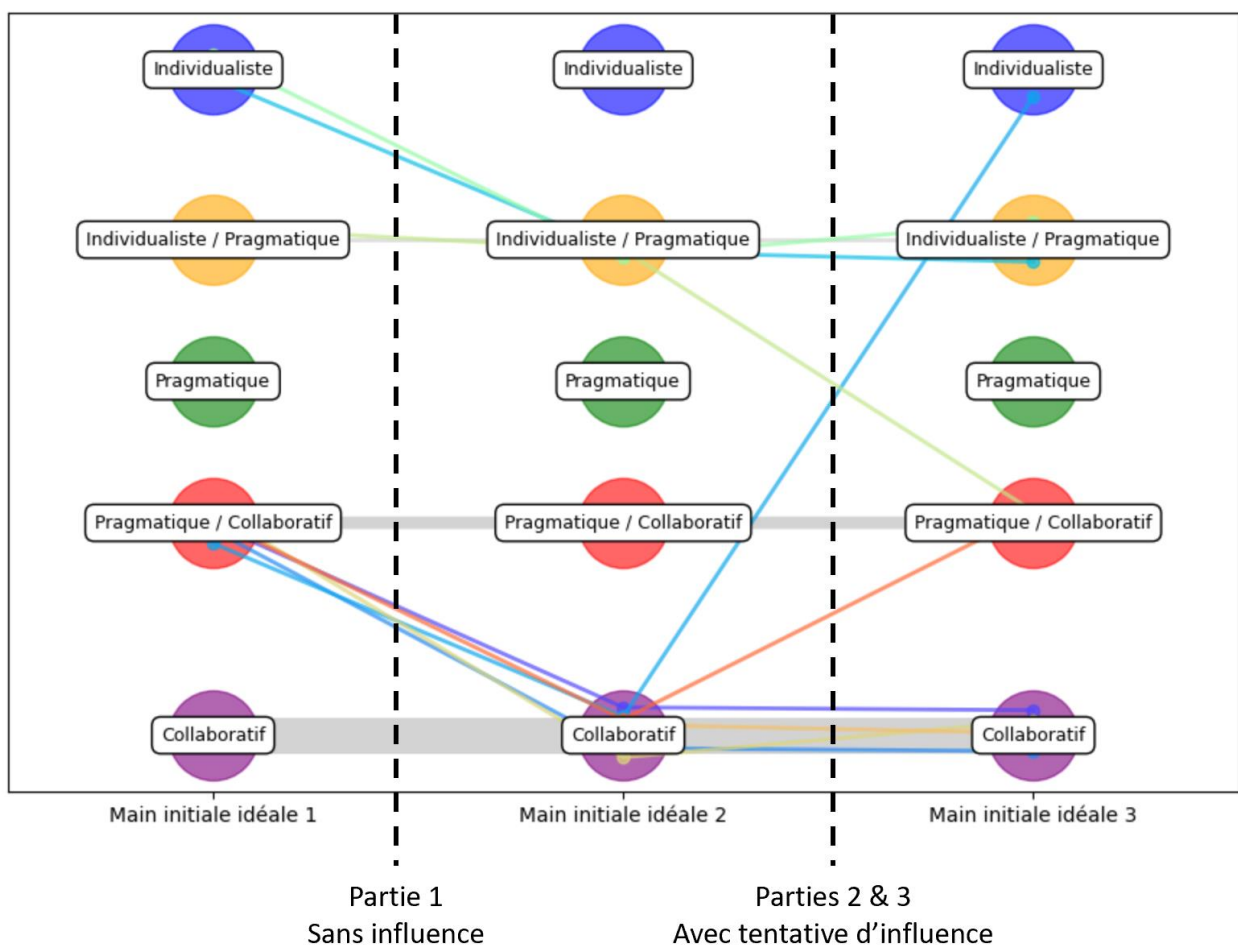 Individualiste
Individualiste
Individualiste
Individualiste / Pragmatique
Individualiste / Pragmatique
Individualiste / Pragmatique
Pragmatique
Pragmatique
Pragmatique
Pragmatique / Collaboratif
Pragmatique / Collaboratif
Pragmatique / Collaboratif
Collaboratif
Collaboratif
Collaboratif
Main initiale idéale 1
Main initiale idéale 2
Main initiale idéale 3
Partie 1
Sans influence
Parties 2 & 3
Avec tentative d'influence